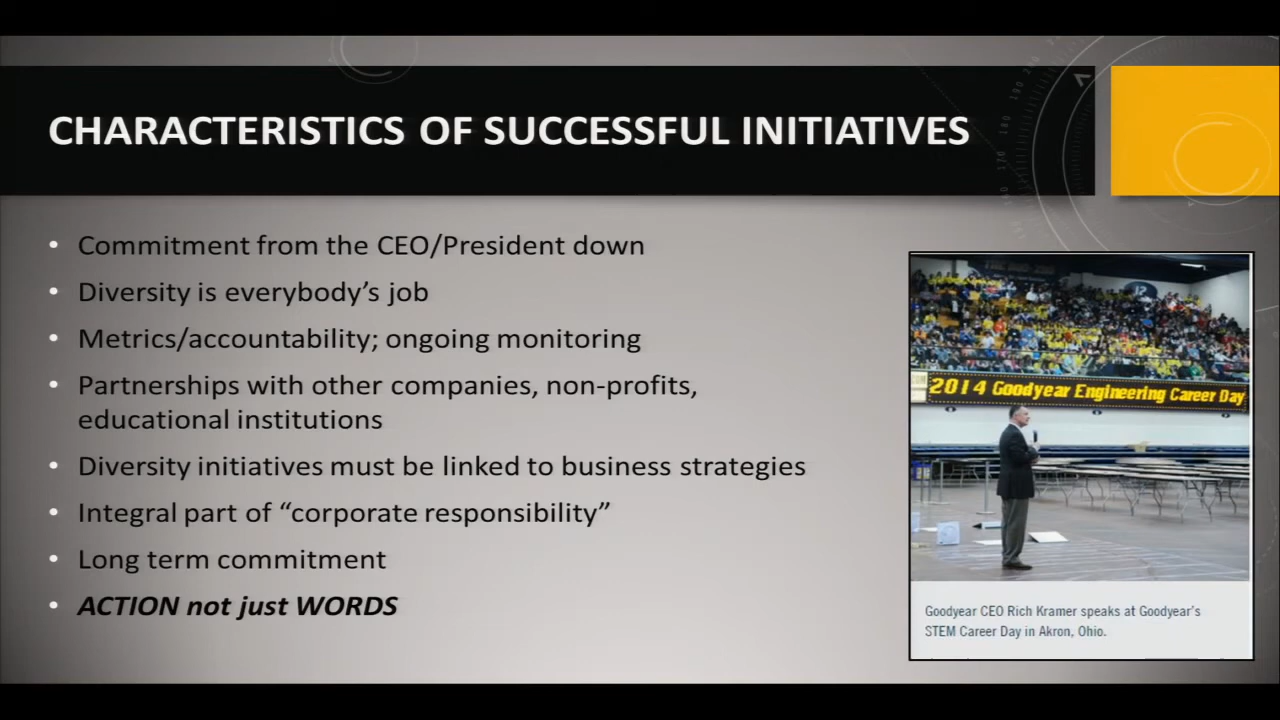 CHARACTERISTICS OF SUCCESSFUL INITIATIVES
• Commitment from the CEO/President down
• Diversity is everybody’s job
• Metrics/accountability; ongoing monitoring
• Partnerships with other companies, non-profits,
educational institutions
• Diversity initiatives must be linked to business strategies
• Integral part of “corporate responsibility”
• Long term commitment
• ACTION not just WORDS
12
2014 Goodyear Engineering Career Day
Goodyear CEO Rich Kramer speaks at Goodyear’s
STEM Career Day in Akron, Ohio.